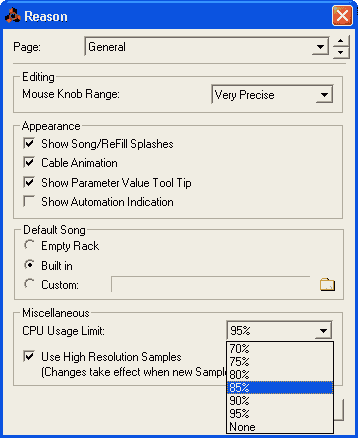 Reason
Page: General
Editing
Mouse Knob Range: Very Precise
Appearance
Show Song/ReFill Splashes
Cable Animation
Show Parameter Value Tool Tip
Show Automation Indication
Default Song
Empty Rack
Built in
Custom:
Miscellaneous
CPU Usage Limit: 95%
70%
75%
80%
85%
90%
95%
None
Use High Resolution Samples
(Changes take effect when new Sampl